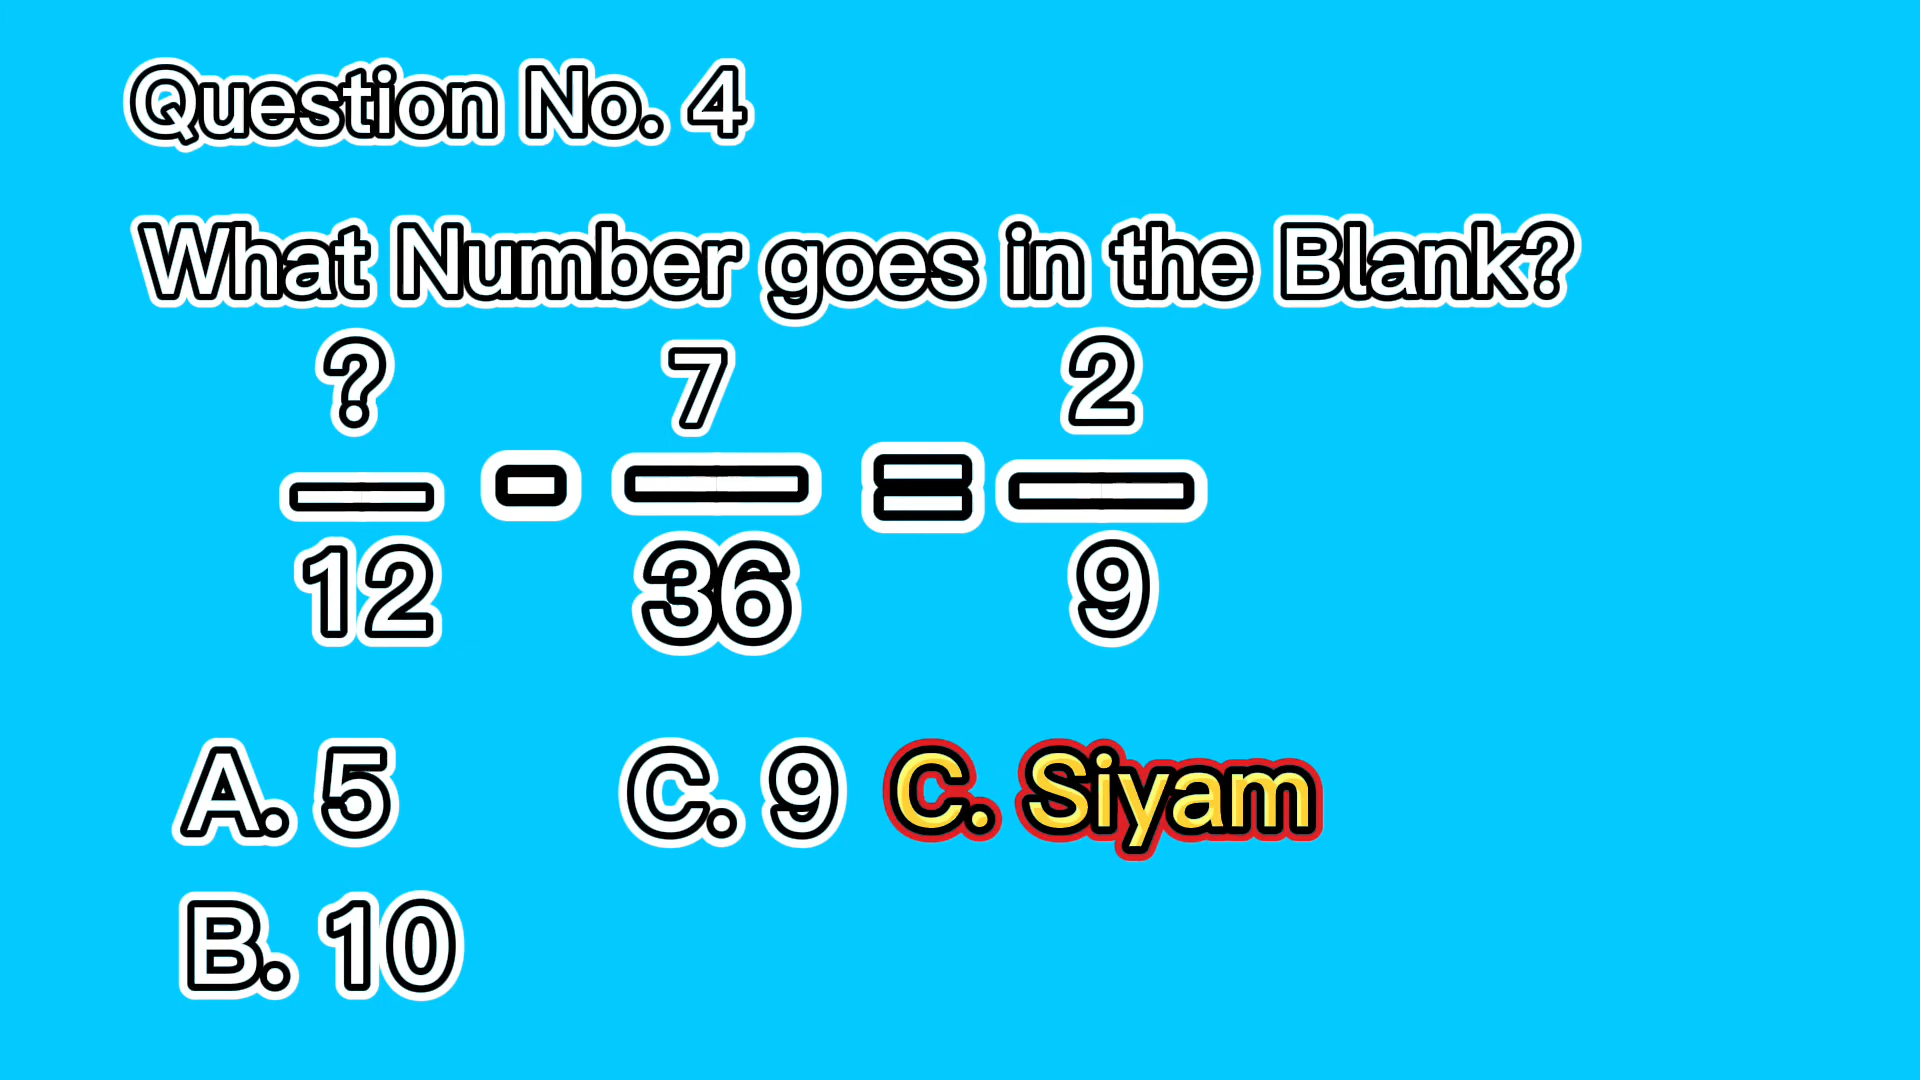 Question No. 4
What Number goes in the Blank?
? 7 2
- =
12 36 9
A. 5 C. 9 C. Siyam
B. 10